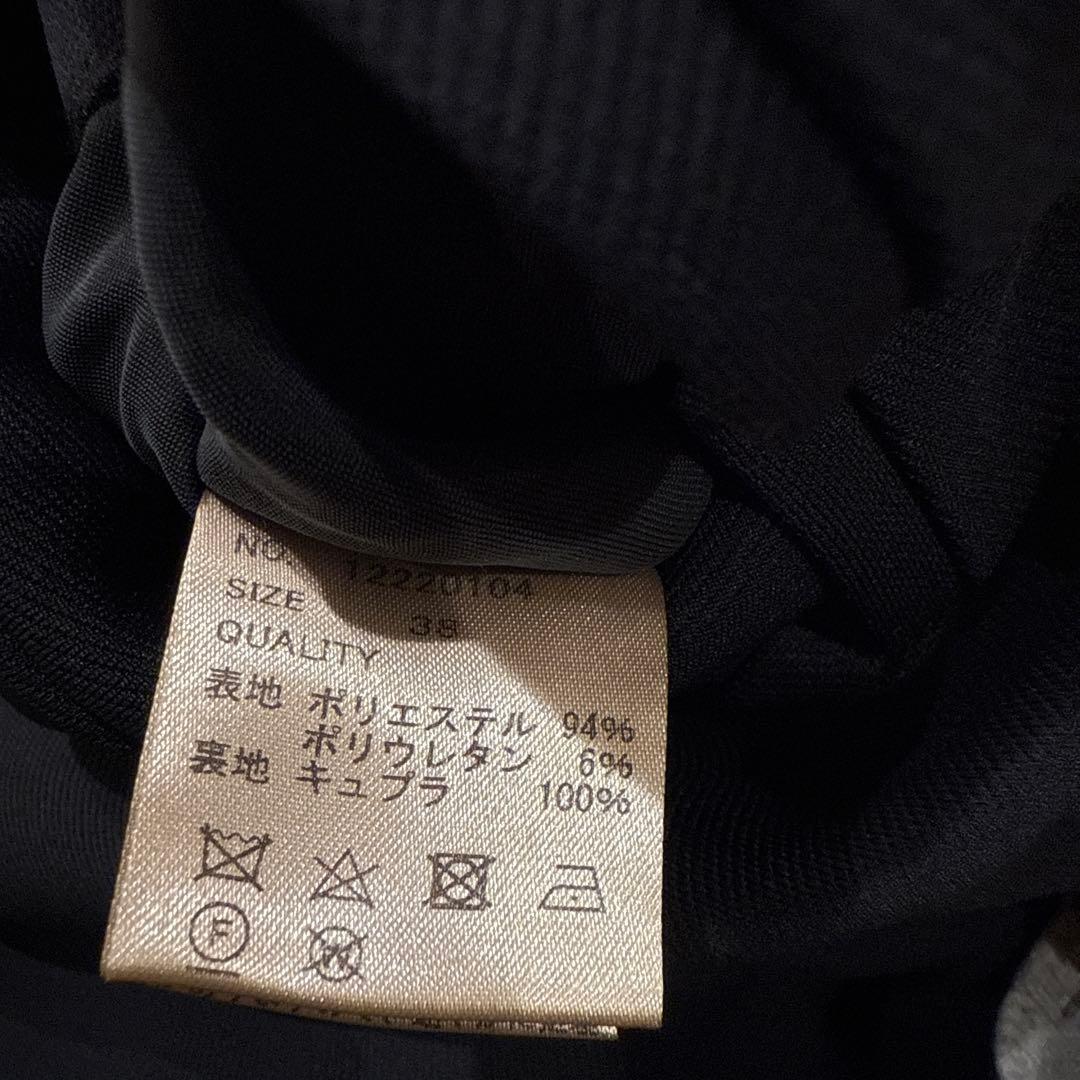 NO. 12220104
SIZE 38
QUALITY
表地 ポリエステル 94%
ポリウレタン 6%
裏地 キュプラ 100%
F
W